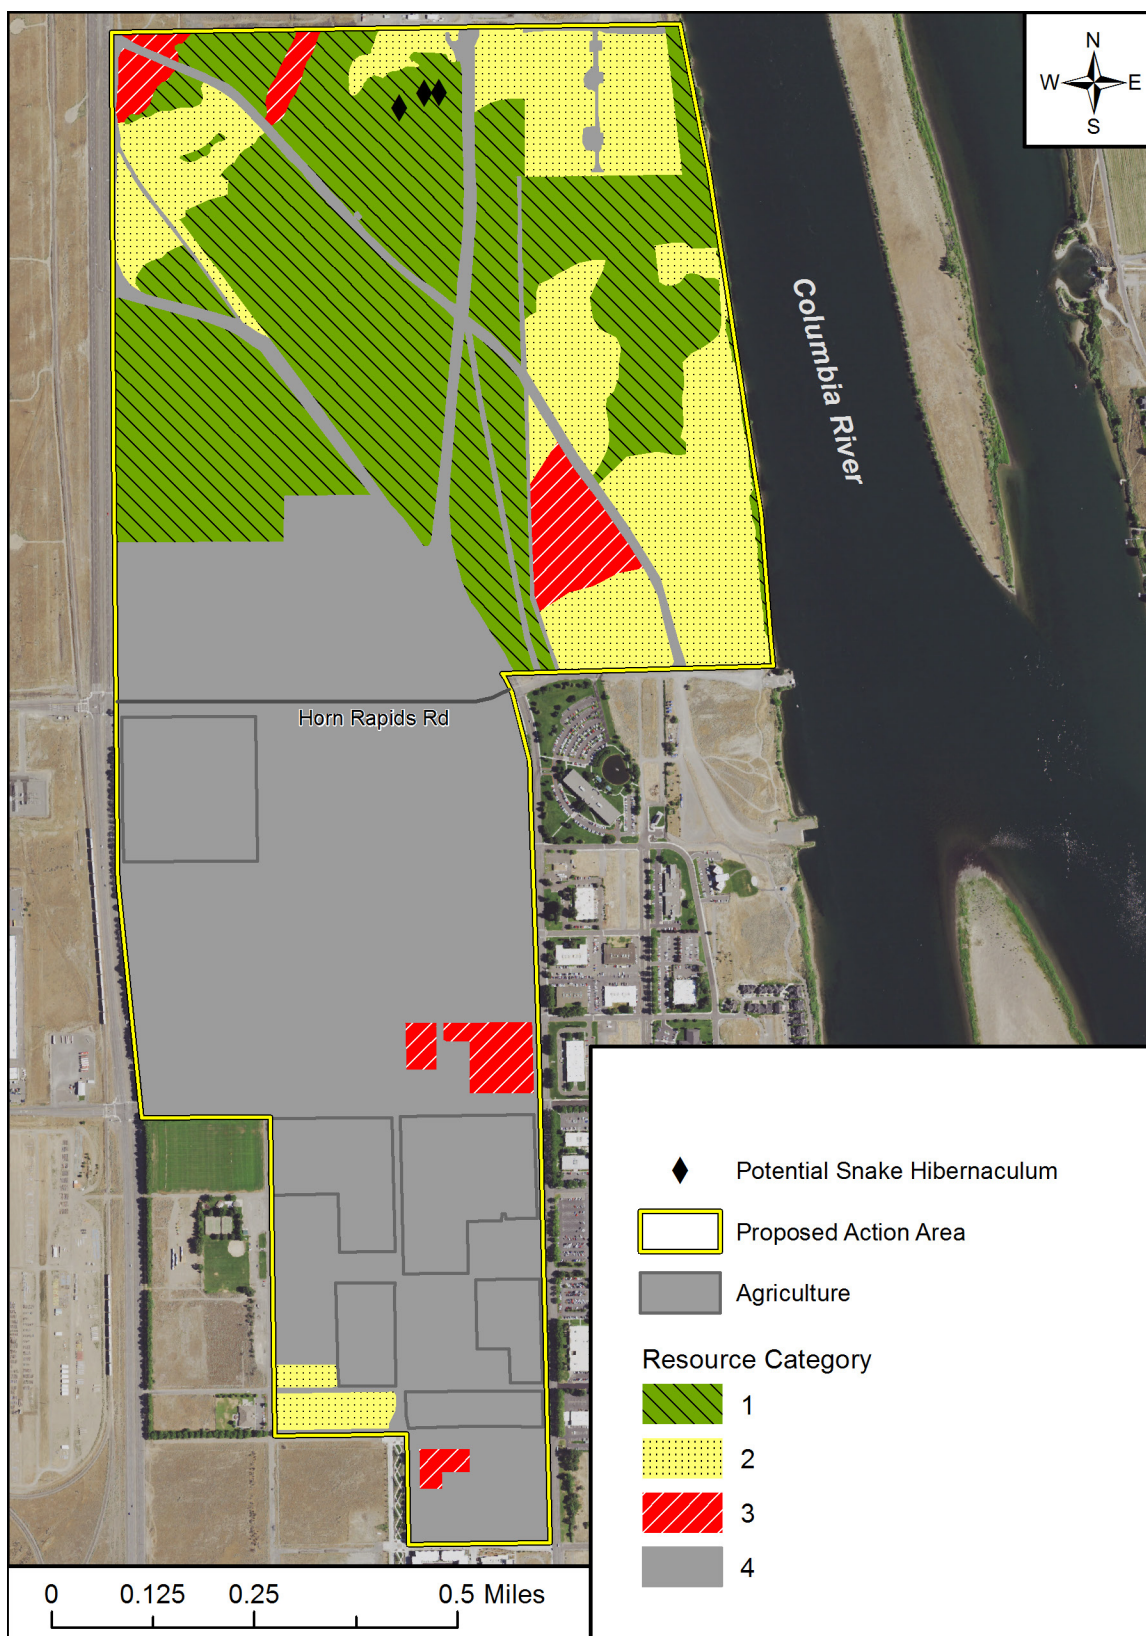 N
W E
S
Columbia River
Horn Rapids Rd
Potential Snake Hibernaculum
Proposed Action Area
Agriculture
Resource Category
1
2
3
4
0 0.125 0.25 0.5 Miles